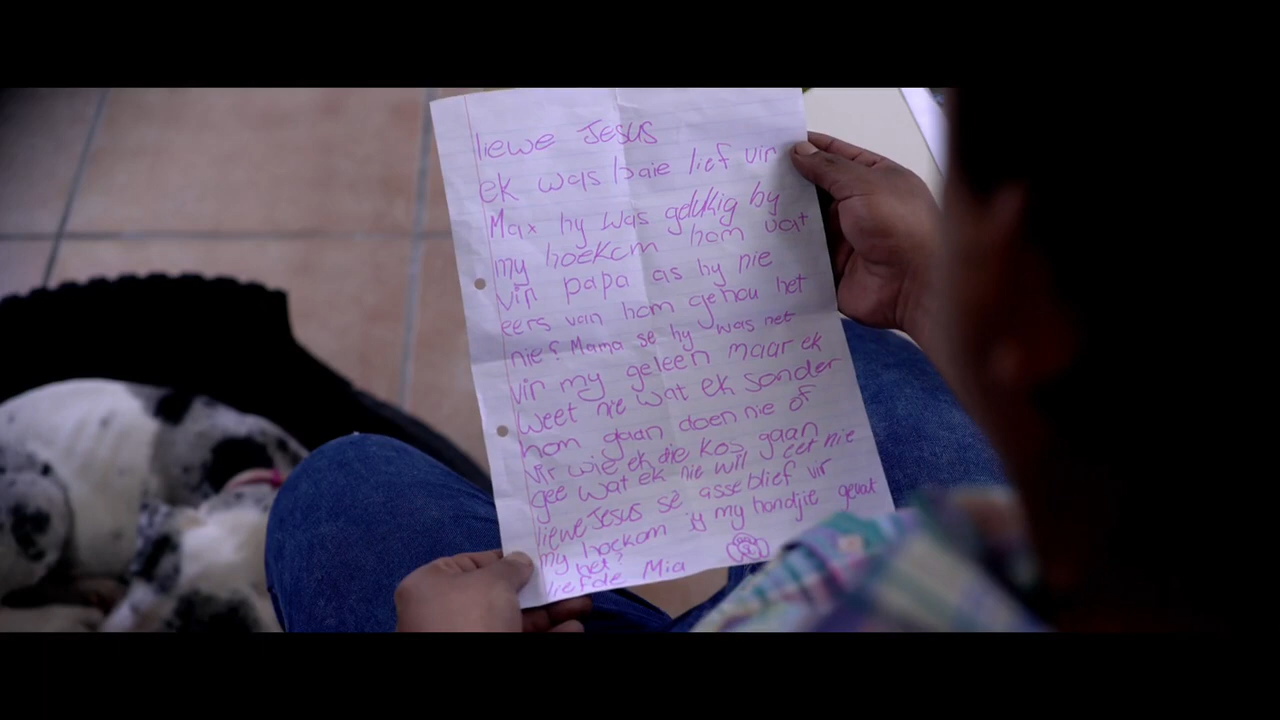 liewe Jesus
ek was baie lief vir
Max hy was gelukig by
my hoekom hom vat
vir papa as hy nie
eers van hom gehou het
nie? Mama se hy was net
vir my geleen maar ek
weet nie wat ek sonder
hom gaan doen nie of
vir wie ek die kos gaan
gee wat ek nie wil eet nie
liewe Jesus se asseblief vir
my hoekom jy my hondjie gevat
het?
liefde Mia